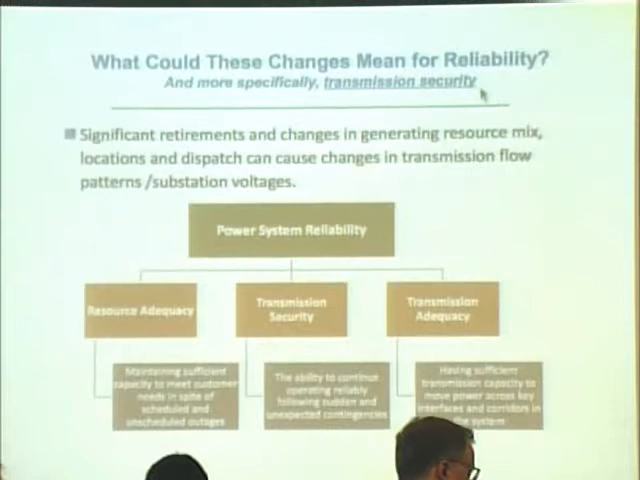 What Could These Changes Mean for Reliability?
And more specifically, transmission security
Significant retirements and changes in generating resource mix,
locations and dispatch can cause changes in transmission flow
patterns /substation voltages.
Power System Reliability
Resource Adequacy
Transmission
Security
Transmission
Adequacy
Maintaining sufficient
capacity to meet customer
needs in spite of
scheduled and
unscheduled outages
The ability to continue
operating reliably
following sudden and
unexpected contingencies
Having sufficient
transmission capacity to
move power across key
interfaces and corridors in
the system